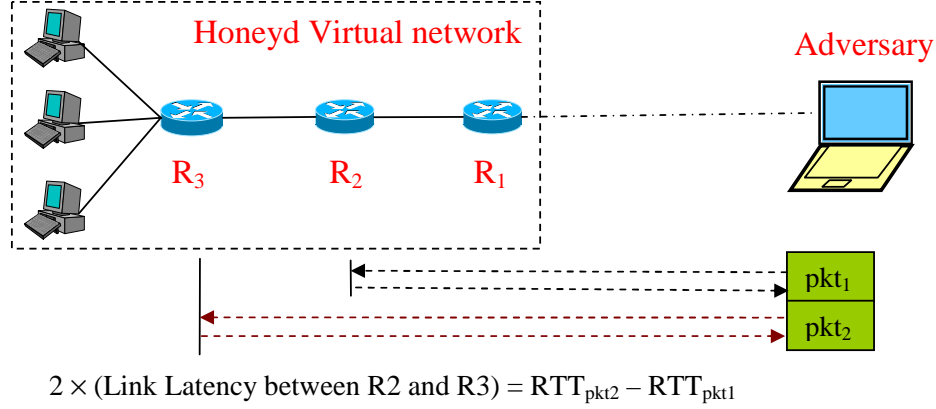 Honeyd Virtual network
Adversary
R₃
R₂
R₁
pkt₁
pkt₂
2 × (Link Latency between R2 and R3) = RTTₚₖₜ₂ – RTTₚₖₜ₁